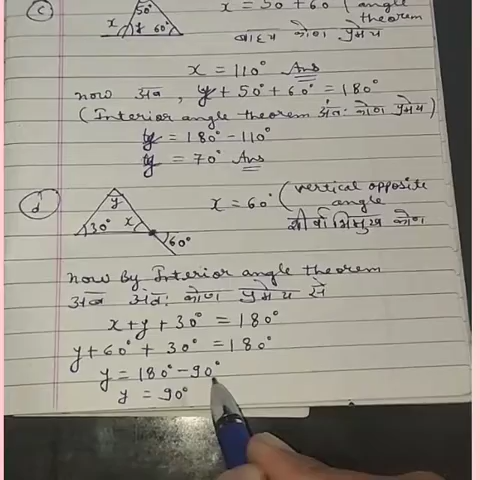 c 50° x = 50 + 60 ( angle
x y 60° theorem
बाह्य कोण प्रमेय
x = 110° Ans
now अब , y + 50° + 60° = 180°
(Interior angle theorem अंत: कोण प्रमेय)
y = 180° - 110°
y = 70° Ans
d y x = 60° (vertical opposite
30° x angle
60° शीर्षाभिमुख कोण
now By Interior angle theorem
अब अंत: कोण प्रमेय से
x + y + 30° = 180°
y + 60° + 30° = 180°
y = 180° - 90°
y = 90°